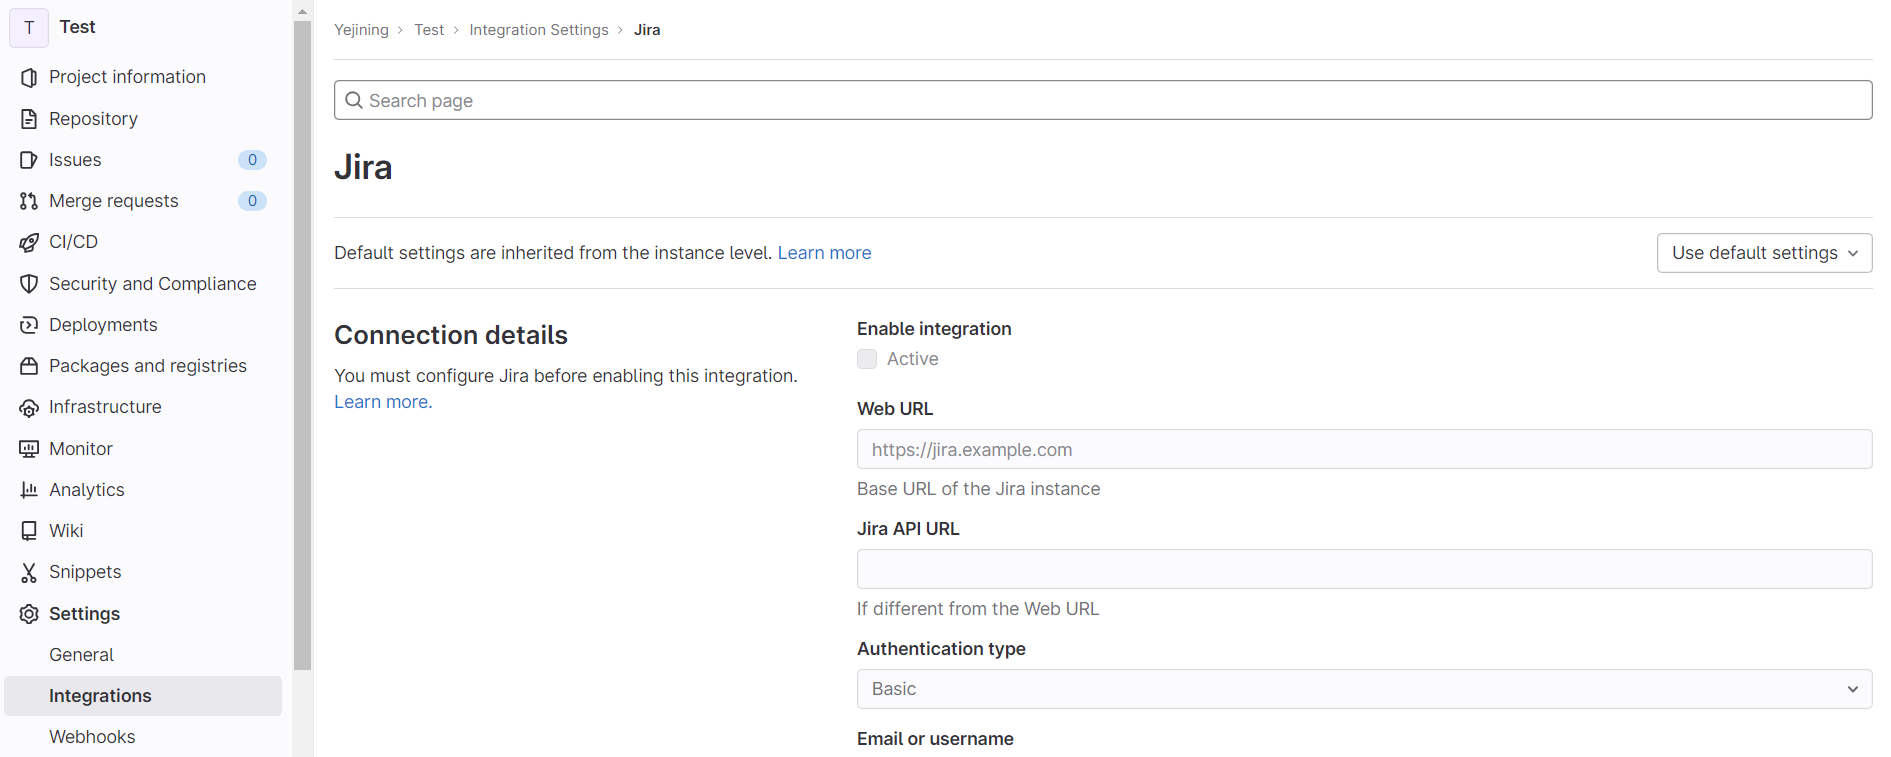 T Test
Project information
Repository
Issues 0
Merge requests 0
CI/CD
Security and Compliance
Deployments
Packages and registries
Infrastructure
Monitor
Analytics
Wiki
Snippets
Settings
General
Integrations
Webhooks
Yejining > Test > Integration Settings > Jira
Search page
Jira
Default settings are inherited from the instance level. Learn more
Use default settings
Connection details
You must configure Jira before enabling this integration.
Learn more.
Enable integration
Active
Web URL
https://jira.example.com
Base URL of the Jira instance
Jira API URL
If different from the Web URL
Authentication type
Basic
Email or username